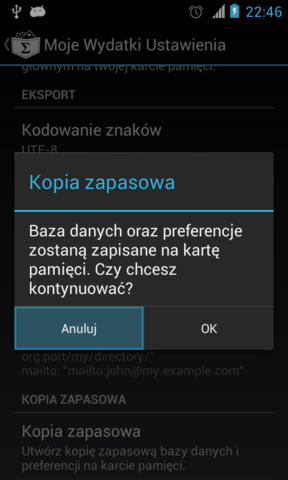 22:46
Moje Wydatki Ustawienia
głównym na twojej karcie pamięci.
EKSPORT
Kodowanie znaków
UTF-8
Kopia zapasowa
Baza danych oraz preferencje
zostaną zapisane na kartę
pamięci. Czy chcesz
kontynuować?
Anuluj OK
org.port/my/directory/"
mailto: "mailto:john@my.example.com"
KOPIA ZAPASOWA
Kopia zapasowa
Utwórz kopię zapasową bazy danych i
preferencji na karcie pamięci.